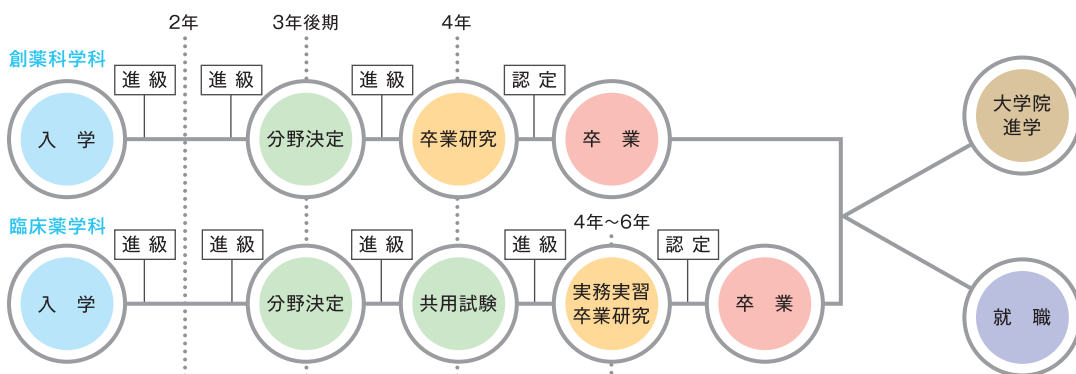 2年
3年後期
4年
創薬科学科
進級
進級
進級
認定
入 学
分野決定
卒業研究
卒 業
大学院
進学
臨床薬学科
4年～6年
進級
進級
進級
進級
認定
入 学
分野決定
共用試験
実務実習
卒業研究
卒 業
就 職